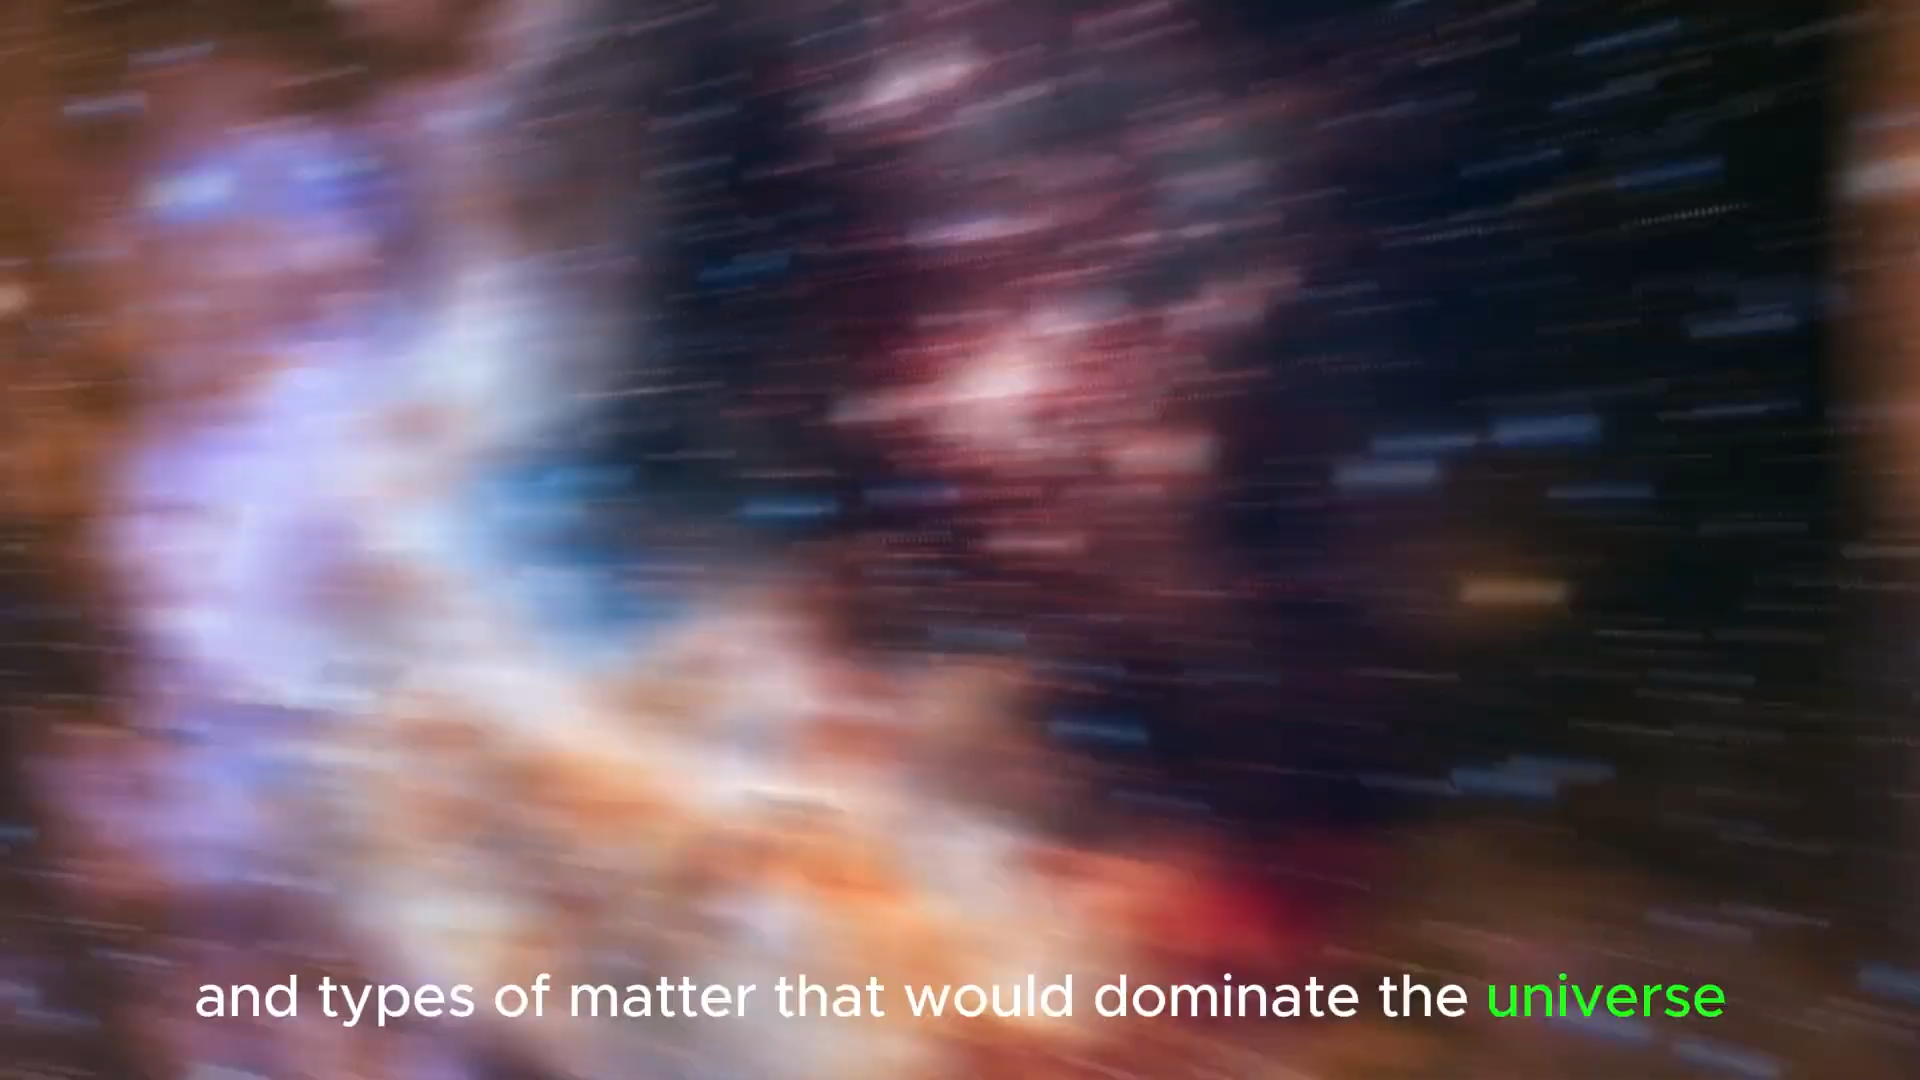 and types of matter that would dominate the universe